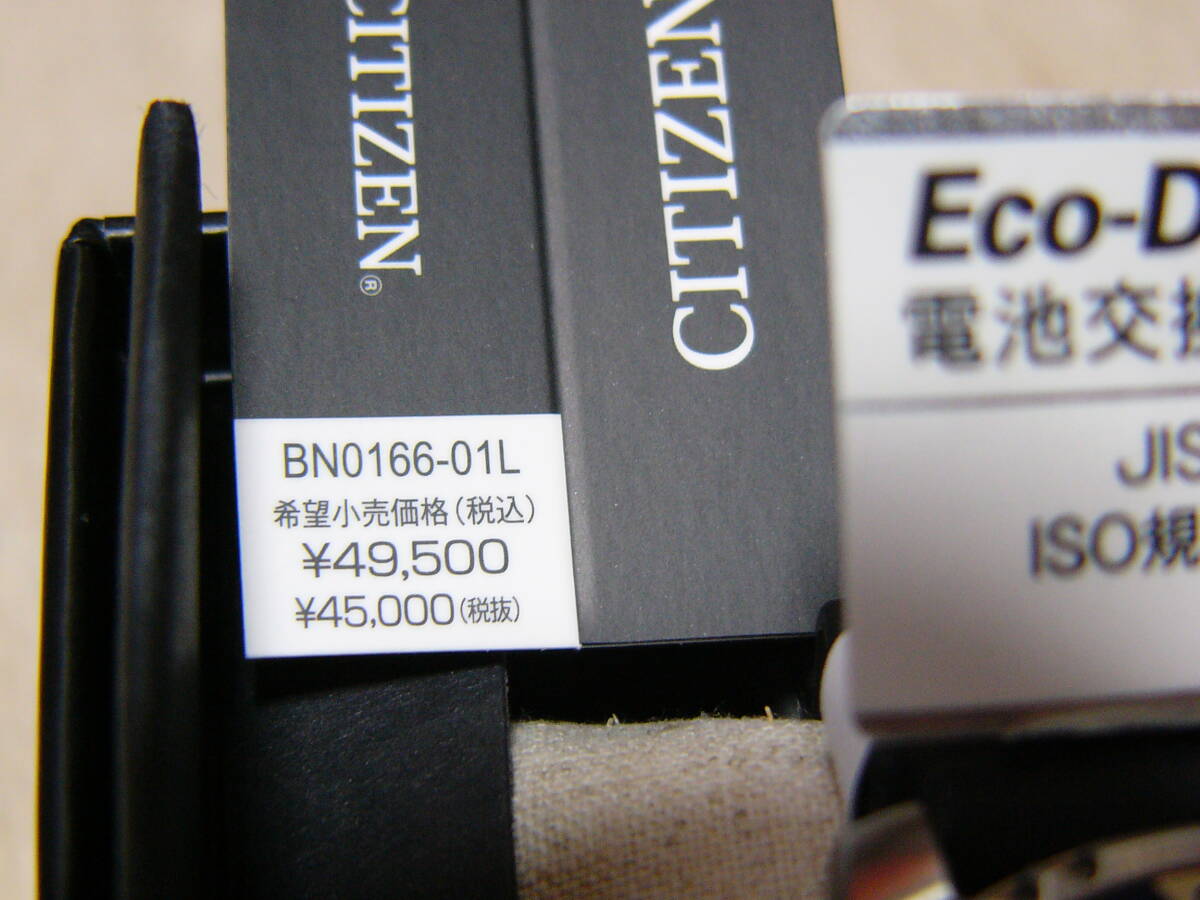 CITIZEN®
CITIZEN
BN0166-01L
希望小売価格(税込)
¥49,500
¥45,000(税抜)
Eco-D
電池交換
JIS
ISO規